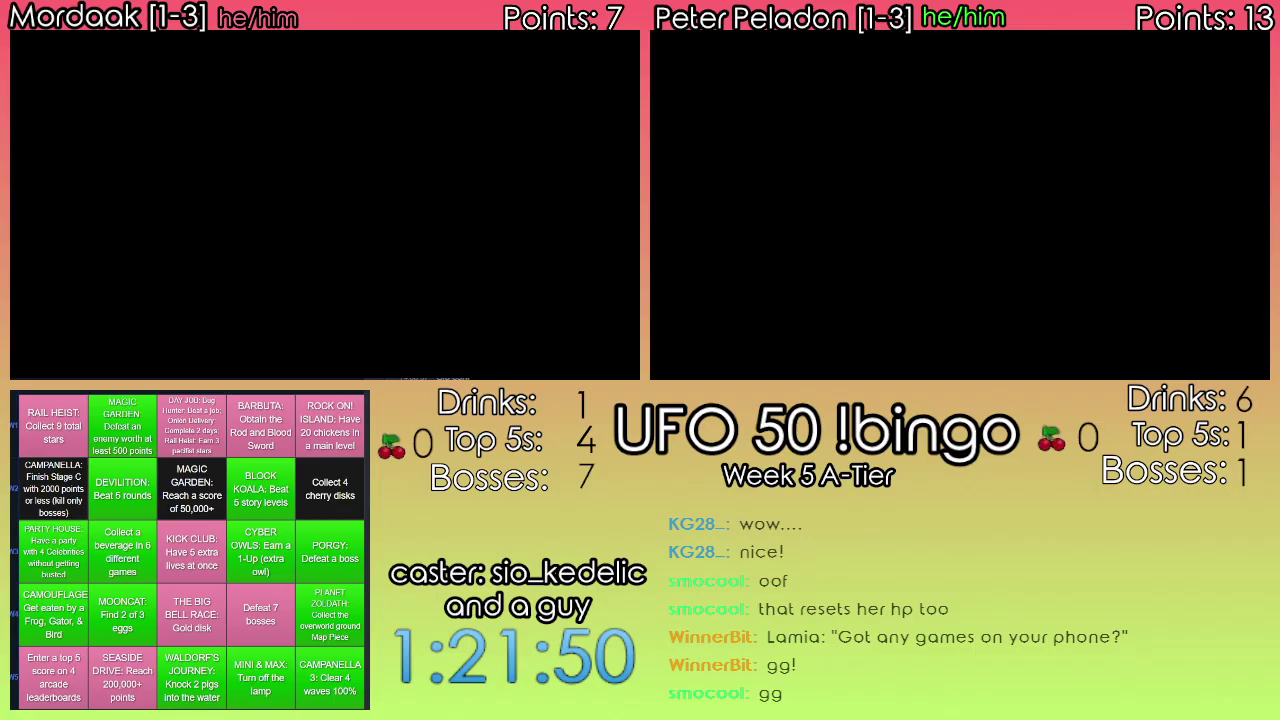 Mordaak [1-3] he/him Points: 7
Peter Peladon [1-3] he/him Points: 13
RAIL HEIST:
Collect 9 total
stars
MAGIC
GARDEN:
Defeat an
enemy worth at
least 500 points
DAY JOB: Bug
Hunter: Beat a job;
Onion Delivery:
Complete 2 days;
Rail Heist: Earn 3
pacifist stars
BARBUTA:
Obtain the
Rod and Blood
Sword
ROCK ON!
ISLAND: Have
20 chickens in
a main level
CAMPANELLA:
Finish Stage C
with 2000 points
or less (kill only
bosses)
DEVILITION:
Beat 5 rounds
MAGIC
GARDEN:
Reach a score
of 50,000+
BLOCK
KOALA: Beat
5 story levels
Collect 4
cherry disks
PARTY HOUSE:
Have a party
with 4 Celebrities
without getting
busted
Collect a
beverage in 6
different
games
KICK CLUB:
Have 5 extra
lives at once
CYBER
OWLS: Earn a
1-Up (extra
owl)
PORGY:
Defeat a boss
CAMOUFLAGE:
Get eaten by a
Frog, Gator, &
Bird
MOONCAT:
Find 2 of 3
eggs
THE BIG
BELL RACE:
Gold disk
Defeat 7
bosses
PLANET
ZOLDATH:
Collect the
overworld ground
Map Piece
Enter a top 5
score on 4
arcade
leaderboards
SEASIDE
DRIVE: Reach
200,000+
points
WALDORF'S
JOURNEY:
Knock 2 pigs
into the water
MINI & MAX:
Turn off the
lamp
CAMPANELLA
3: Clear 4
waves 100%
Drinks: 1
0 Top 5s: 4
Bosses: 7
UFO 50 !bingo
Week 5 A-Tier
Drinks: 6
0 Top 5s: 1
Bosses: 1
caster: sio_kedelic
and a guy
1:21:50
KG28_: wow....
KG28_: nice!
smocool: oof
smocool: that resets her hp too
WinnerBit: Lamia: "Got any games on your phone?"
WinnerBit: gg!
smocool: gg